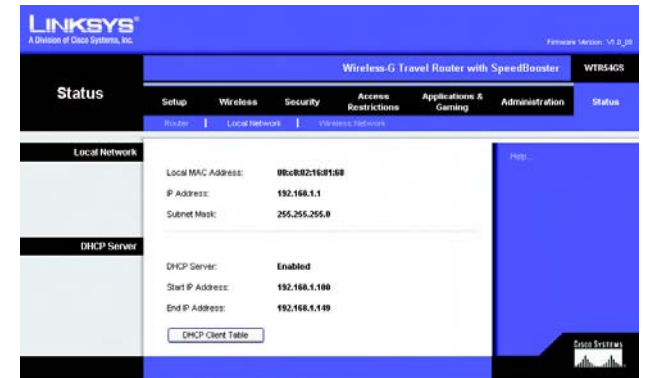 LINKSYS®
A Division of Cisco Systems, Inc.
Firmware Version: V1.0_08
Wireless-G Travel Router with SpeedBooster WTR54GS
Status
Setup Wireless Security Access Restrictions Applications & Gaming Administration Status
Router | Local Network | Wireless Network
Local Network
Help...
Local MAC Address: 00:c0:02:16:01:60
IP Address: 192.168.1.1
Subnet Mask: 255.255.255.0
DHCP Server
DHCP Server: Enabled
Start IP Address: 192.168.1.100
End IP Address: 192.168.1.149
DHCP Client Table
CISCO SYSTEMS